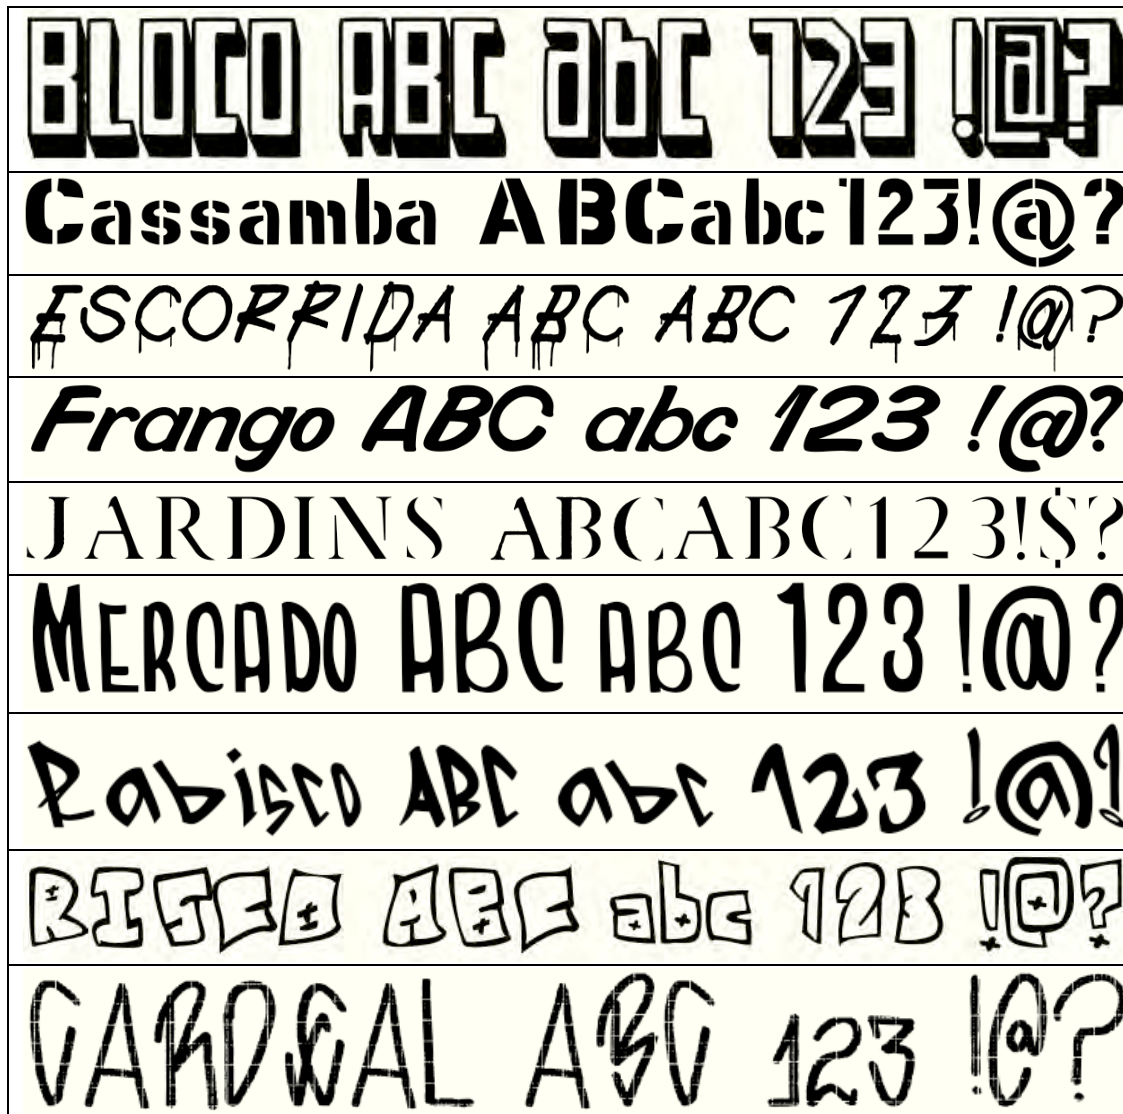 BLOCO ABC abc 123 !@?
Cassamba ABCabc123!@?
ESCORRIDA ABC ABC 123 !@?
Frango ABC abc 123 !@?
JARDINS ABCABC123!$?
MERCADO ABC ABC 123 !@?
Rabisco ABC abc 123 !@?
RISCO ABC abc 123 !@?
CARDEAL ABC 123 !@?